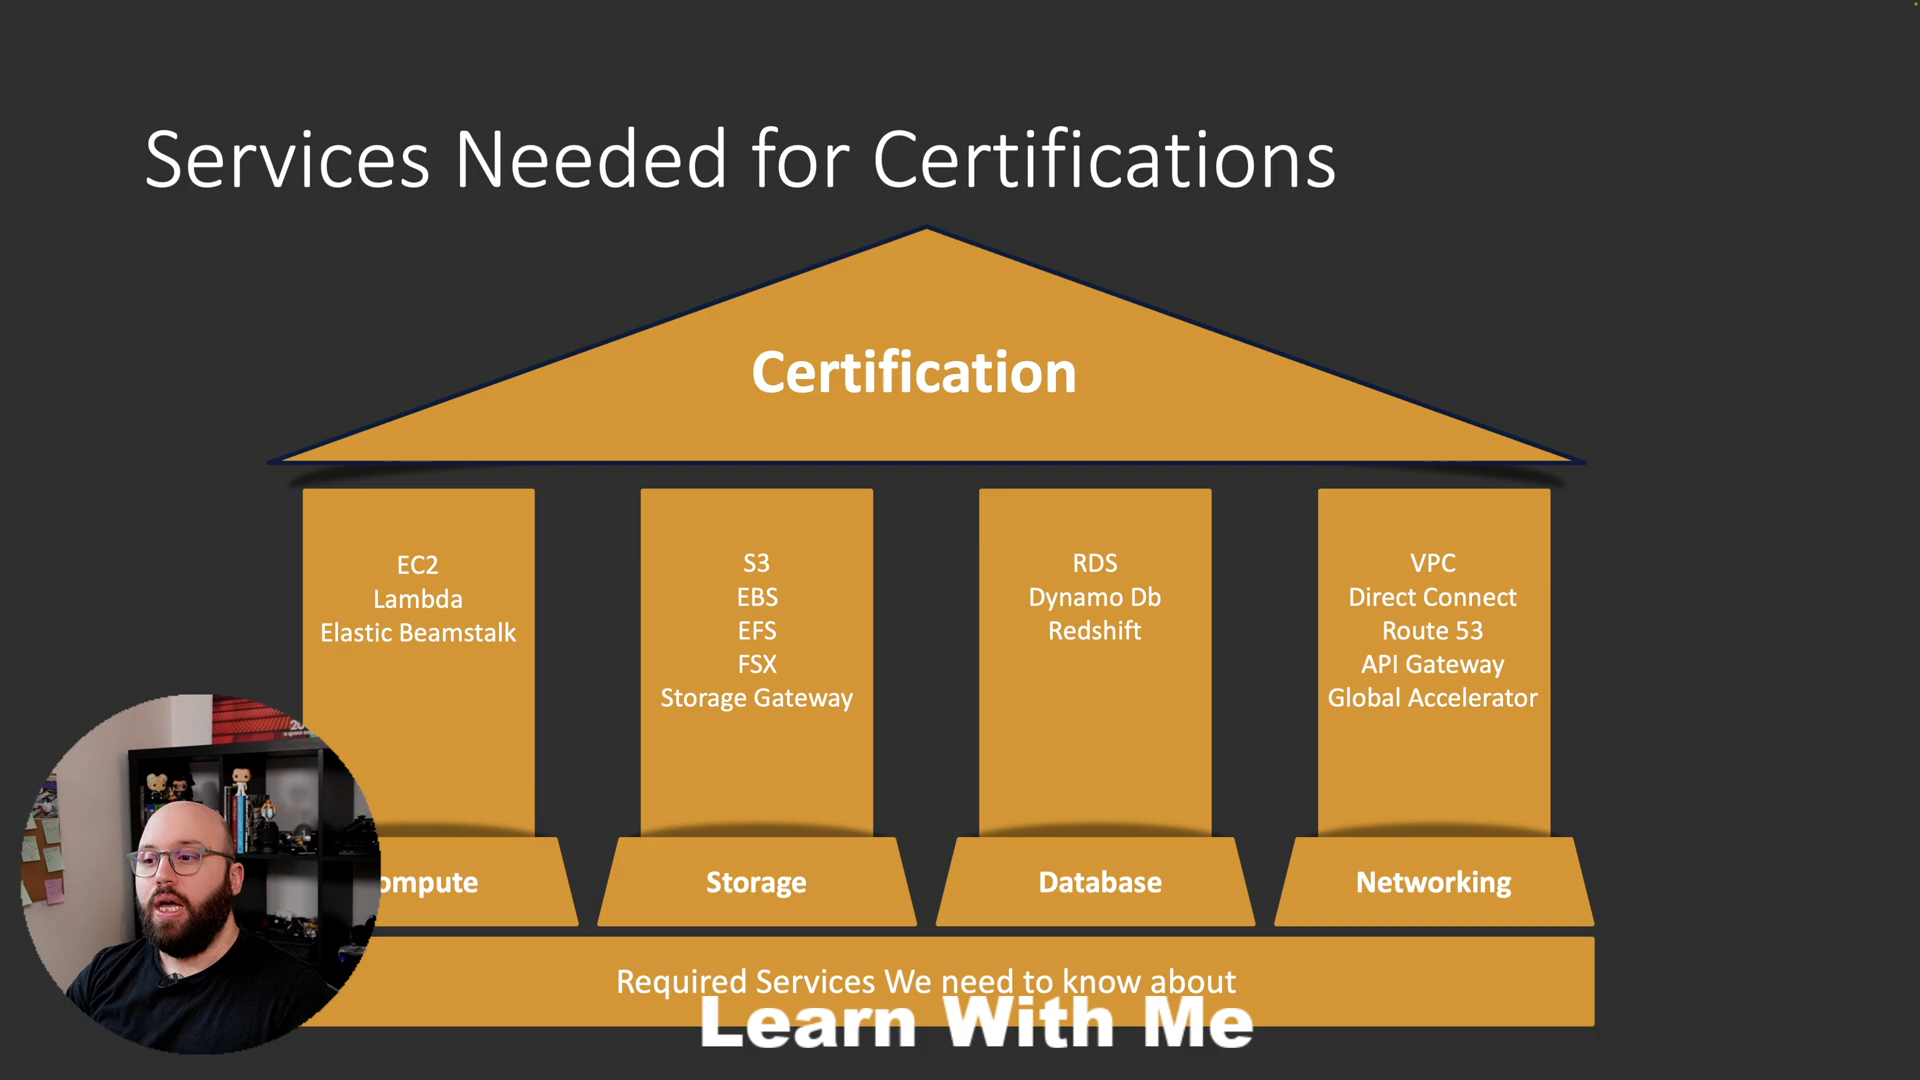 Services Needed for Certifications
Certification
EC2
Lambda
Elastic Beamstalk
S3
EBS
EFS
FSX
Storage Gateway
RDS
Dynamo Db
Redshift
VPC
Direct Connect
Route 53
API Gateway
Global Accelerator
ompute
Storage
Database
Networking
Required Services We need to know about
Learn With Me